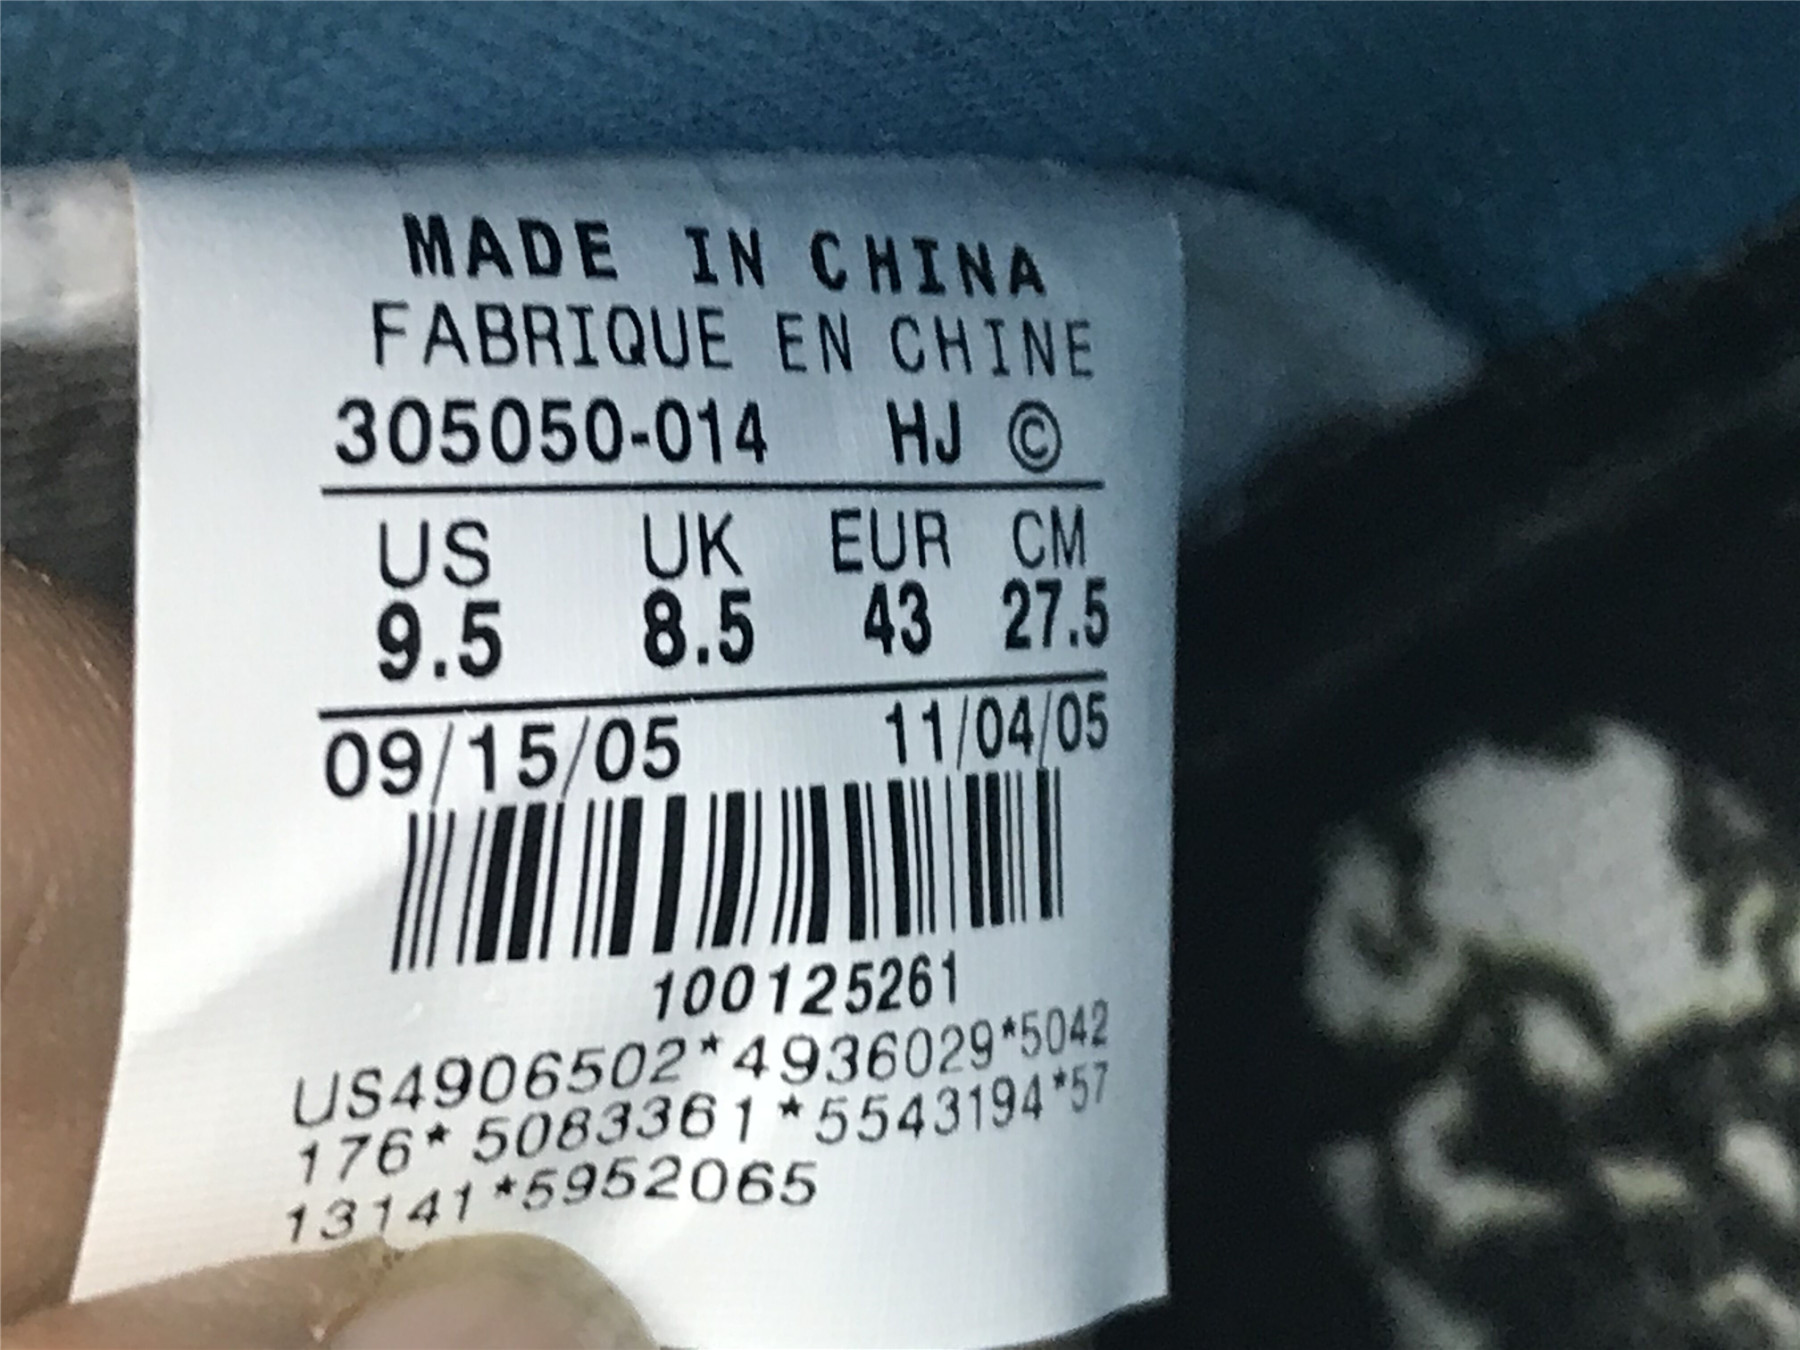 MADE IN CHINA
FABRIQUE EN CHINE
305050-014 HJ ©
US UK EUR CM
9.5 8.5 43 27.5
09/15/05 11/04/05
100125261
US4906502*4936029*5042
176*5083361*5543194*57
13141*5952065